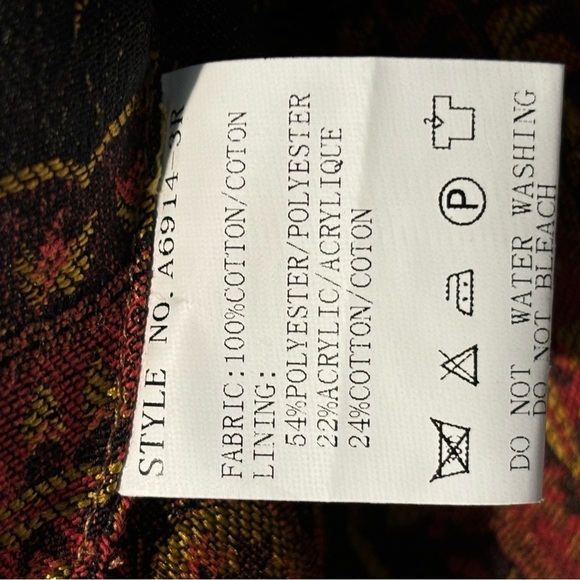 STYLE NO. A6914-3R
FABRIC:100%COTTON/COTON
LINING:
54%POLYESTER/POLYESTER
22%ACRYLIC/ACRYLIQUE
24%COTTON/COTON
P
DO NOT WATER WASHING
DO NOT BLEACH